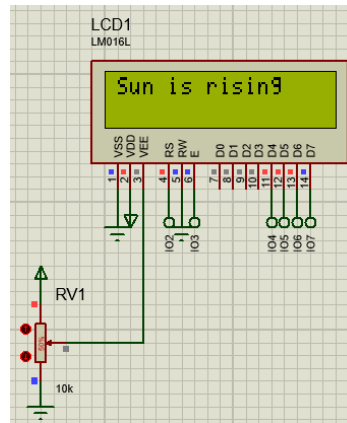 LCD1
LM016L
Sun is rising
VSS VDD VEE RS RW E D0 D1 D2 D3 D4 D5 D6 D7
1 2 3 4 5 6 7 8 9 10 11 12 13 14
IO2 IO3 IO4 IO5 IO6 IO7
RV1
50%
10k